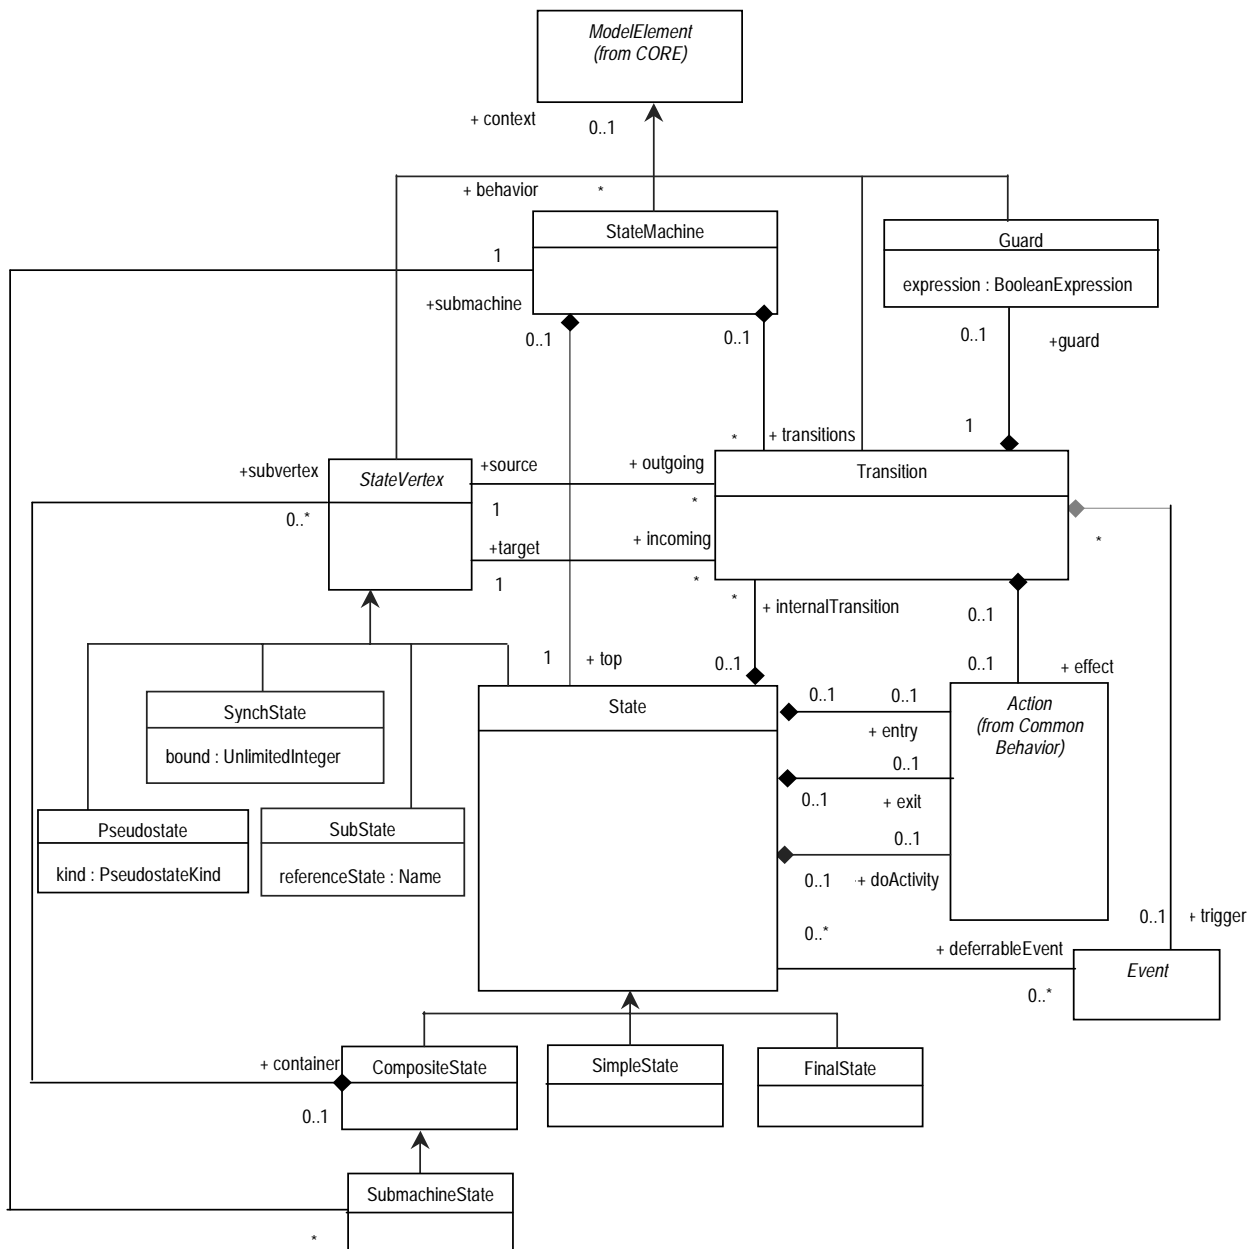 ModelElement
(from CORE)
+ context
0..1
+ behavior
*
StateMachine
Guard
1
expression : BooleanExpression
+submachine
0..1
0..1
0..1
+guard
*
+ transitions
1
+subvertex
StateVertex
+source
+ outgoing
Transition
0..*
1
*
*
+target
+ incoming
1
*
*
+ internalTransition
0..1
1
+ top
0..1
0..1
+ effect
SynchState
bound : UnlimitedInteger
State
0..1
0..1
Action
(from Common
Behavior)
+ entry
0..1
0..1
+ exit
Pseudostate
kind : PseudostateKind
SubState
referenceState : Name
0..1
0..1
+ doActivity
0..1
+ trigger
0..*
+ deferrableEvent
Event
0..*
+ container
CompositeState
SimpleState
FinalState
0..1
SubmachineState
*